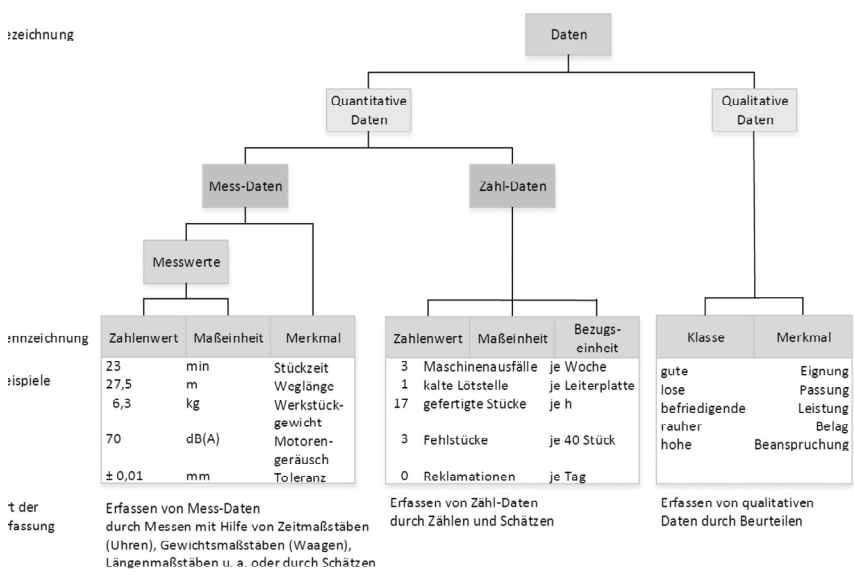 ezeichnung
Daten
Quantitative
Daten
Qualitative
Daten
Mess-Daten
Zahl-Daten
Messwerte
ennzeichnung
Zahlenwert Maßeinheit Merkmal
Zahlenwert Maßeinheit Bezugs-
einheit
Klasse Merkmal
eispiele
23 min Stückzeit
27,5 m Weglänge
6,3 kg Werkstück-
gewicht
70 dB(A) Motoren-
geräusch
± 0,01 mm Toleranz
3 Maschinenausfälle je Woche
1 kalte Lötstelle je Leiterplatte
17 gefertigte Stücke je h
3 Fehlstücke je 40 Stück
0 Reklamationen je Tag
gute Eignung
lose Passung
befriedigende Leistung
rauher Belag
hohe Beanspruchung
rt der
fassung
Erfassen von Mess-Daten
durch Messen mit Hilfe von Zeitmaßstäben
(Uhren), Gewichtsmaßstäben (Waagen),
Längenmaßstäben u. a. oder durch Schätzen
Erfassen von Zähl-Daten
durch Zählen und Schätzen
Erfassen von qualitativen
Daten durch Beurteilen